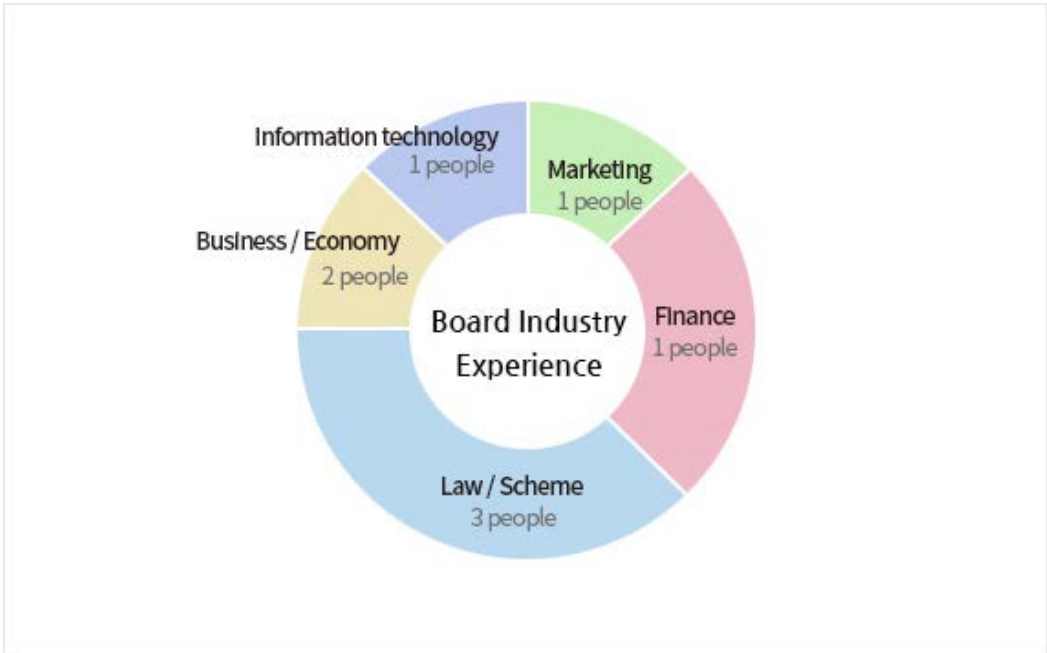 Information technology
1 people
Marketing
1 people
Business / Economy
2 people
Finance
1 people
Board Industry
Experience
Law / Scheme
3 people